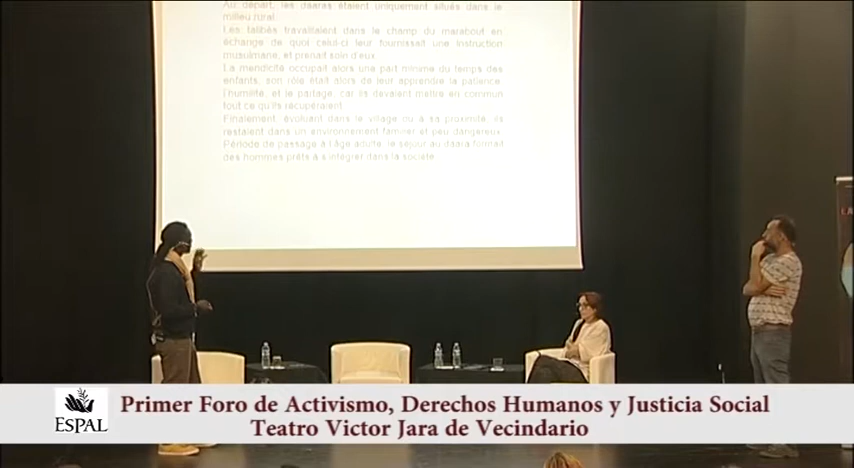 Au départ, les daaras étaient uniquement situés dans le
milieu rural.
Les talibés travaillaient dans le champ du marabout en
échange de quoi celui-ci leur fournissait une instruction
musulmane, et prenait soin d'eux.
La mendicité occupait alors une part minime du temps des
enfants, son rôle était alors de leur apprendre la patience,
l'humilité, et le partage, car ils devaient mettre en commun
tout ce qu'ils récupéraient.
Finalement, évoluant dans le village ou à sa proximité, ils
restaient dans un environnement familier et peu dangereux.
Période de passage à l'âge adulte, le séjour au daara formait
des hommes prêts à s'intégrer dans la société.
ESPAL
Primer Foro de Activismo, Derechos Humanos y Justicia Social
Teatro Victor Jara de Vecindario